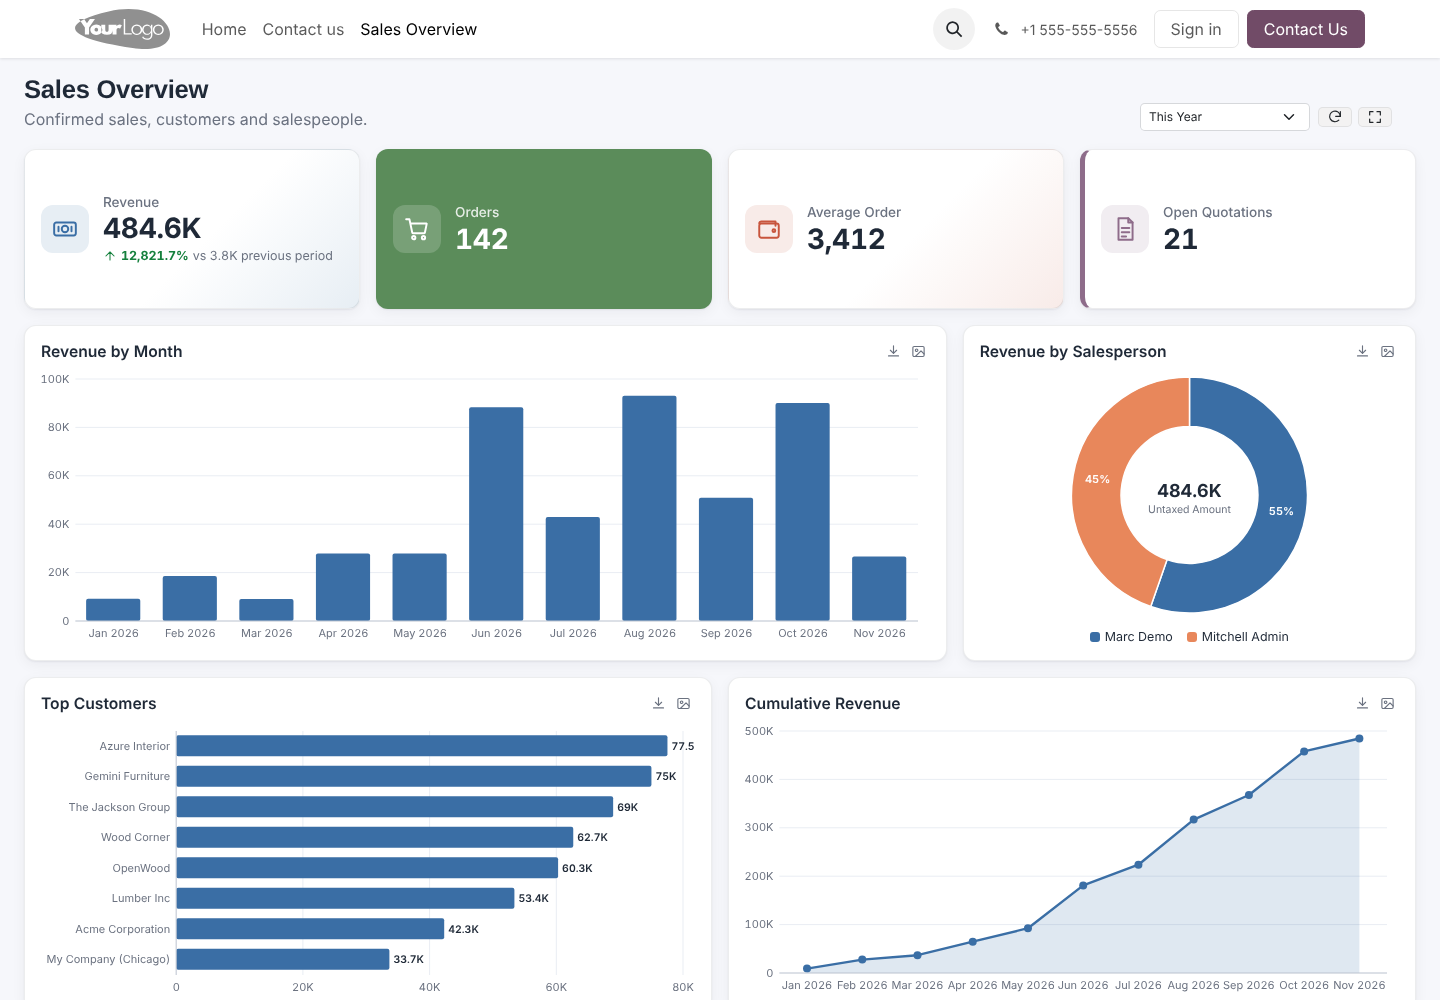 YourLogo
Home
Contact us
Sales Overview
+1 555-555-5556
Sign in
Contact Us
Sales Overview
Confirmed sales, customers and salespeople.
This Year
Revenue
484.6K
↑ 12,821.7% vs 3.8K previous period
Orders
142
Average Order
3,412
Open Quotations
21
Revenue by Month
100K
80K
60K
40K
20K
0
Jan 2026 Feb 2026 Mar 2026 Apr 2026 May 2026 Jun 2026 Jul 2026 Aug 2026 Sep 2026 Oct 2026 Nov 2026
Revenue by Salesperson
45%
484.6K
Untaxed Amount
55%
Marc Demo
Mitchell Admin
Top Customers
Azure Interior 77.5
Gemini Furniture 75K
The Jackson Group 69K
Wood Corner 62.7K
OpenWood 60.3K
Lumber Inc 53.4K
Acme Corporation 42.3K
My Company (Chicago) 33.7K
0 20K 40K 60K 80K
Cumulative Revenue
500K
400K
300K
200K
100K
0
Jan 2026 Feb 2026 Mar 2026 Apr 2026 May 2026 Jun 2026 Jul 2026 Aug 2026 Sep 2026 Oct 2026 Nov 2026